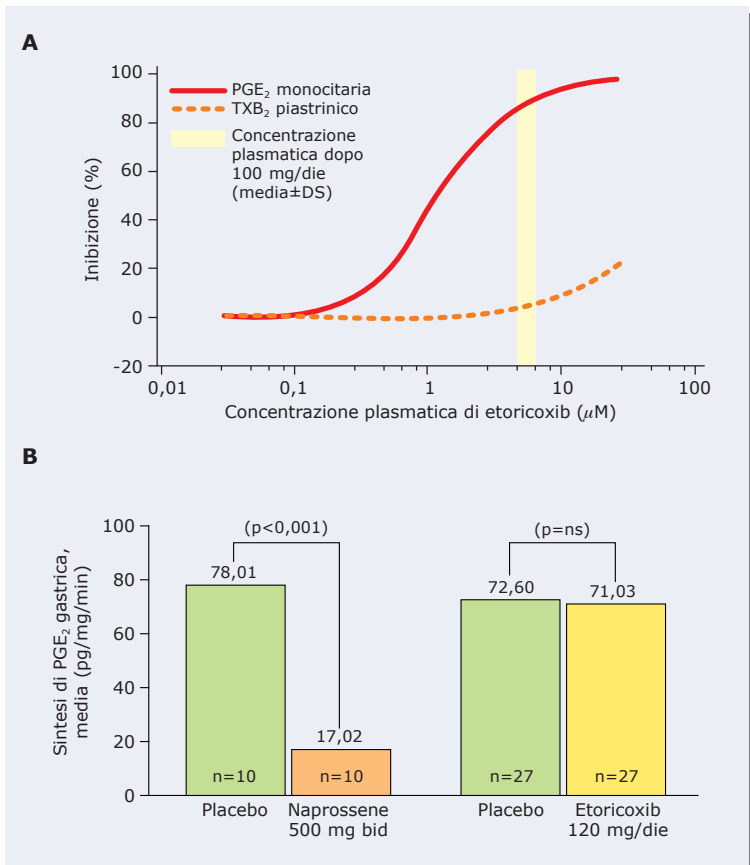 A
100
80
60
40
20
0
-20
Inibizione (%)
PGE₂ monocitaria
TXB₂ piastrinico
Concentrazione
plasmatica dopo
100 mg/die
(media±DS)
0,01
0,1
1
10
100
Concentrazione plasmatica di etoricoxib (μM)
B
100
80
60
40
20
0
Sintesi di PGE₂ gastrica,
media (pg/mg/min)
(p<0,001)
78,01
17,02
n=10
n=10
Placebo
Naprossene
500 mg bid
(p=ns)
72,60
71,03
n=27
n=27
Placebo
Etoricoxib
120 mg/die